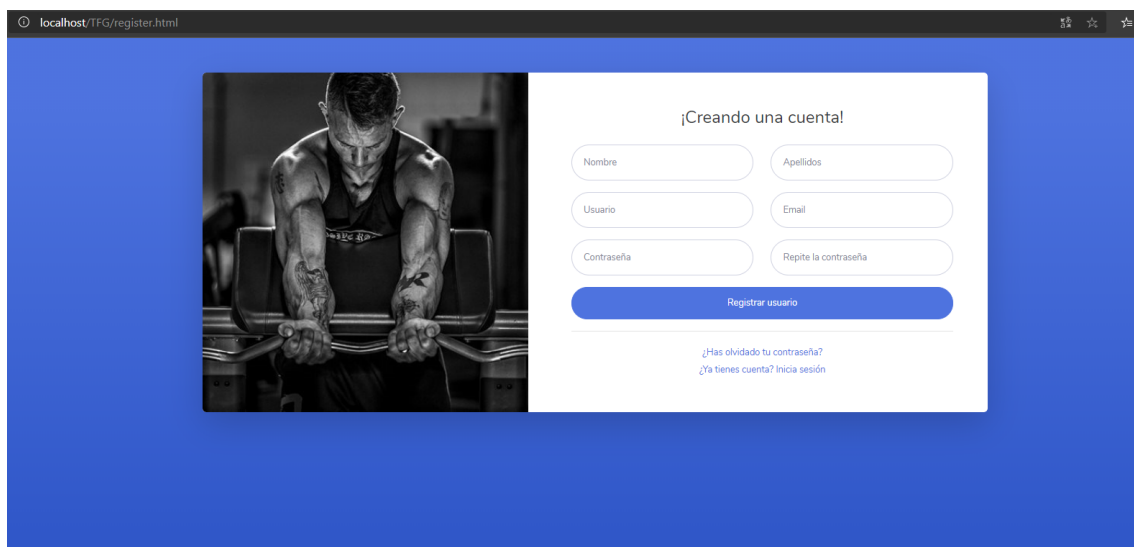 localhost/TFG/register.html
¡Creando una cuenta!
Nombre
Apellidos
Usuario
Email
Contraseña
Repite la contraseña
Registrar usuario
¿Has olvidado tu contraseña?
¿Ya tienes cuenta? Inicia sesión